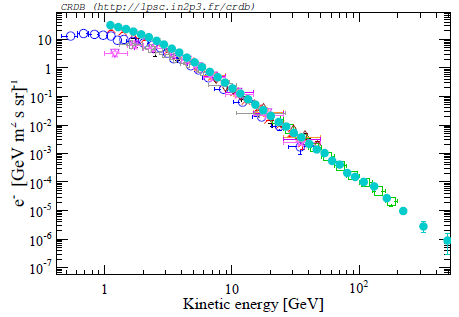 CRDB (http://lpsc.in2p3.fr/crdb)
e⁻ [GeV m² s sr]⁻¹
10
1
10⁻¹
10⁻²
10⁻³
10⁻⁴
10⁻⁵
10⁻⁶
10⁻⁷
1 10 10²
Kinetic energy [GeV]